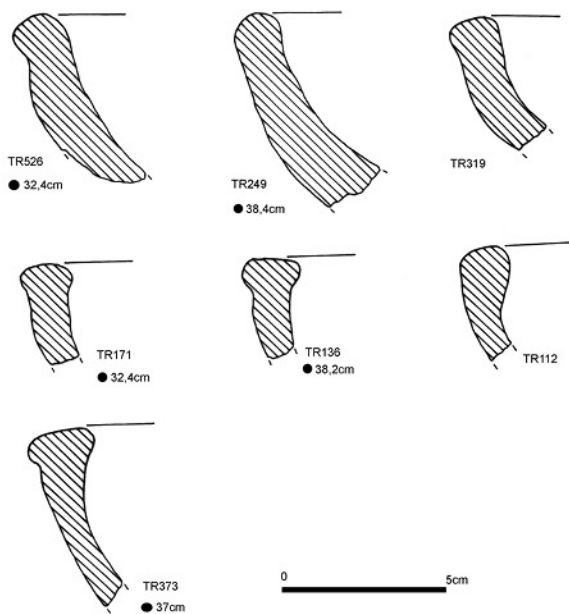 TR526
● 32,4cm
TR249
● 38,4cm
TR319
TR171
● 32,4cm
TR136
● 38,2cm
TR112
TR373
● 37cm
0 5cm